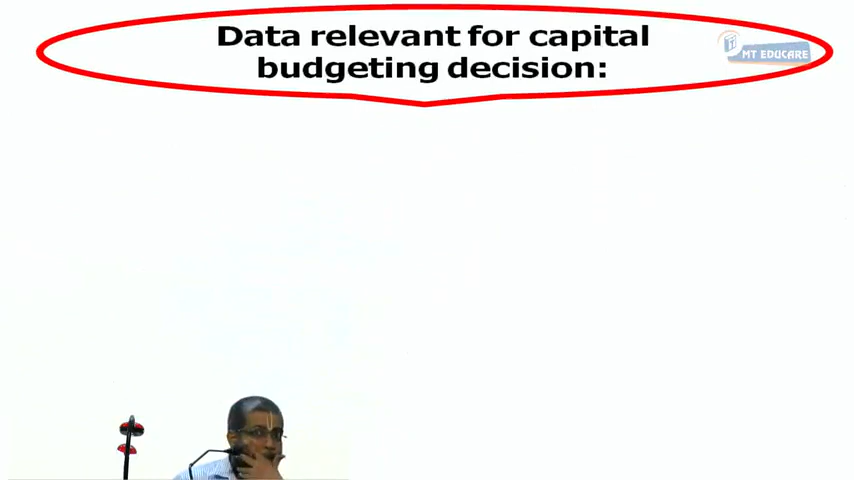 Data relevant for capital
budgeting decision:
MT EDUCARE